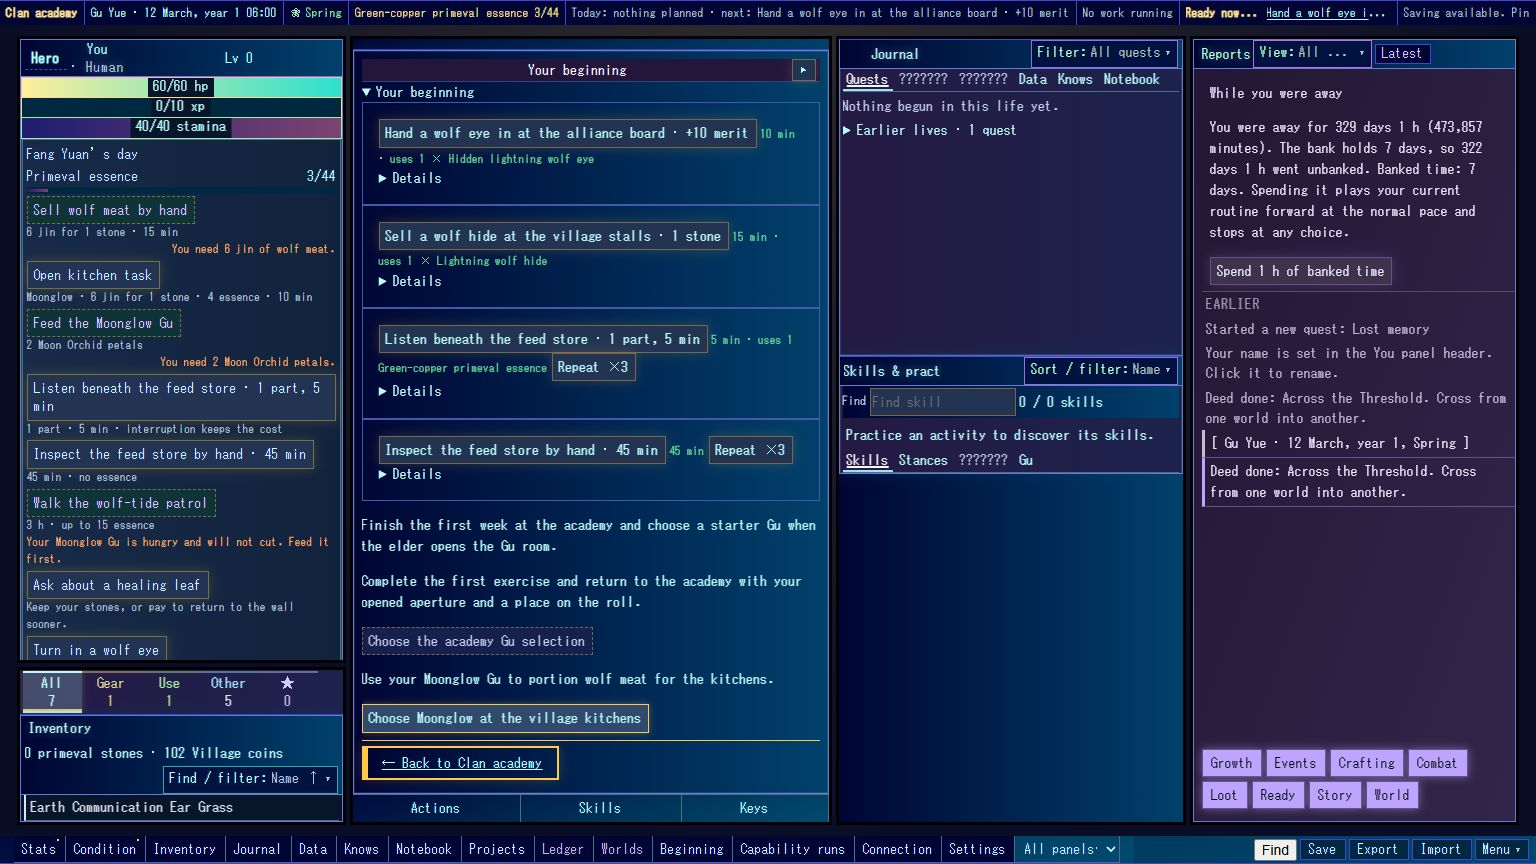 Clan academy Gu Yue · 12 March, year 1 06:00 ❀ Spring Green-copper primeval essence 3/44 Today: nothing planned · next: Hand a wolf eye in at the alliance board · +10 merit No work running Ready now... Hand a wolf eye i... Saving available. Pin
Hero · You Human Lv 0
60/60 hp
0/10 xp
40/40 stamina
Fang Yuan's day
Primeval essence 3/44
Sell wolf meat by hand
6 jin for 1 stone · 15 min
You need 6 jin of wolf meat.
Open kitchen task
Moonglow · 6 jin for 1 stone · 4 essence · 10 min
Feed the Moonglow Gu
2 Moon Orchid petals
You need 2 Moon Orchid petals.
Listen beneath the feed store · 1 part, 5
min
1 part · 5 min · interruption keeps the cost
Inspect the feed store by hand · 45 min
45 min · no essence
Walk the wolf-tide patrol
3 h · up to 15 essence
Your Moonglow Gu is hungry and will not cut. Feed it
first.
Ask about a healing leaf
Keep your stones, or pay to return to the wall
sooner.
Turn in a wolf eye
All Gear Use Other ★
7 1 1 5 0
Inventory
0 primeval stones · 102 Village coins
Find / filter: Name ↑ ▾
Earth Communication Ear Grass
Your beginning ▸
▼ Your beginning
Hand a wolf eye in at the alliance board · +10 merit 10 min
· uses 1 × Hidden lightning wolf eye
▶ Details
Sell a wolf hide at the village stalls · 1 stone 15 min ·
uses 1 × Lightning wolf hide
▶ Details
Listen beneath the feed store · 1 part, 5 min 5 min · uses 1
Green-copper primeval essence Repeat ×3
▶ Details
Inspect the feed store by hand · 45 min 45 min Repeat ×3
▶ Details
Finish the first week at the academy and choose a starter Gu when
the elder opens the Gu room.
Complete the first exercise and return to the academy with your
opened aperture and a place on the roll.
Choose the academy Gu selection
Use your Moonglow Gu to portion wolf meat for the kitchens.
Choose Moonglow at the village kitchens
← Back to Clan academy
Actions Skills Keys
Journal Filter: All quests ▾
Quests ??????? ??????? Data Knows Notebook
Nothing begun in this life yet.
▶ Earlier lives · 1 quest
Skills & pract Sort / filter: Name ▾
Find Find skill 0 / 0 skills
Practice an activity to discover its skills.
Skills Stances ??????? Gu
Reports View: All ... ▾ Latest
While you were away
You were away for 329 days 1 h (473,857
minutes). The bank holds 7 days, so 322
days 1 h went unbanked. Banked time: 7
days. Spending it plays your current
routine forward at the normal pace and
stops at any choice.
Spend 1 h of banked time
EARLIER
Started a new quest: Lost memory
Your name is set in the You panel header.
Click it to rename.
Deed done: Across the Threshold. Cross from
one world into another.
[ Gu Yue · 12 March, year 1, Spring ]
Deed done: Across the Threshold. Cross
from one world into another.
Growth Events Crafting Combat
Loot Ready Story World
Stats Condition Inventory Journal Data Knows Notebook Projects Ledger Worlds Beginning Capability runs Connection Settings All panels Find Save Export Import Menu ▾